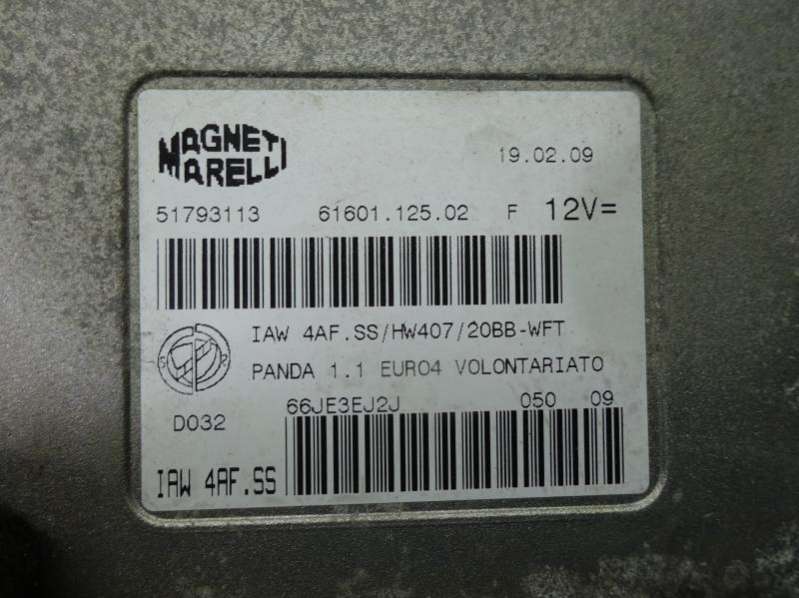 MAGNETI
MARELLI
19.02.09
51793113 61601.125.02 F 12V=
IAW 4AF.SS/HW407/20BB-WFT
PANDA 1.1 EURO4 VOLONTARIATO
66JE3EJ2J 050 09
D032
IAW 4AF.SS